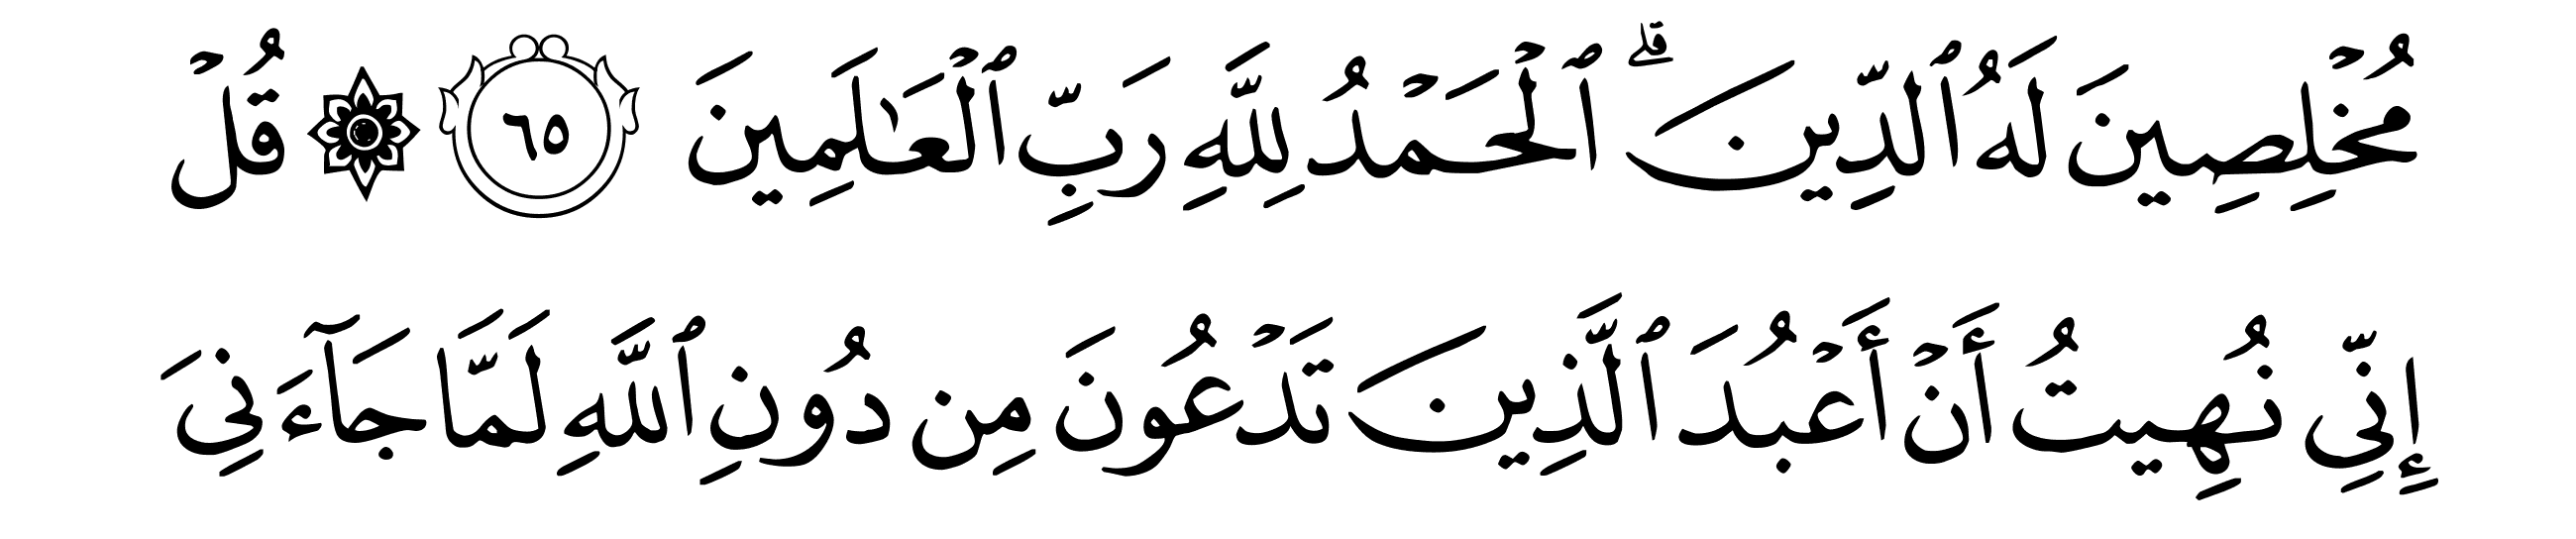 مُخۡلِصِينَ لَهُ ٱلدِّينَۗ ٱلۡحَمۡدُ لِلَّهِ رَبِّ ٱلۡعَٰلَمِينَ ٦٥ ۞ قُلۡ
إِنِّي نُهِيتُ أَنۡ أَعۡبُدَ ٱلَّذِينَ تَدۡعُونَ مِن دُونِ ٱللَّهِ لَمَّا جَآءَنِيَ